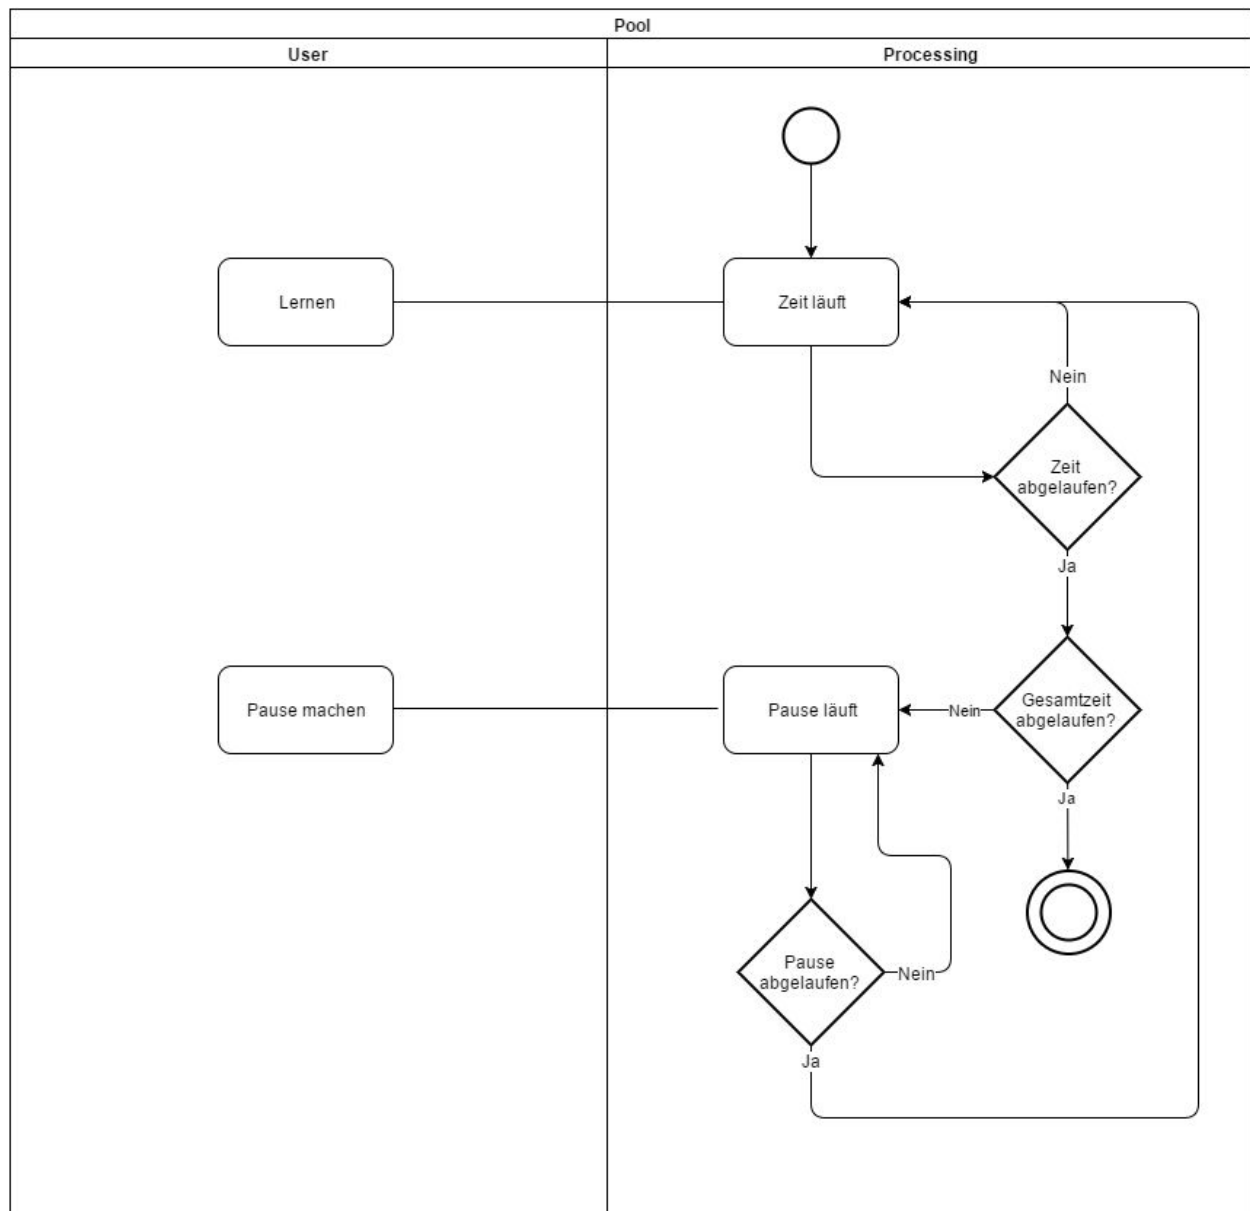 Pool
User
Processing
Lernen
Zeit läuft
Nein
Zeit
abgelaufen?
Ja
Pause machen
Pause läuft
Nein
Gesamtzeit
abgelaufen?
Ja
Pause
abgelaufen?
Nein
Ja